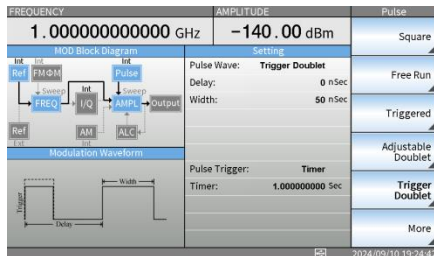 FREQUENCY
AMPLITUDE
Pulse
1.000000000000 GHz
-140.00 dBm
Square
MOD Block Diagram
Setting
Int Int Int
Ref FMΦM Pulse
Sweep Int Sweep
FREQ I/Q AMPL Output
Ref AM ALC
Ext Int
Pulse Wave: Trigger Doublet
Delay: 0 nSec
Width: 50 nSec
Free Run
Triggered
Adjustable
Doublet
Modulation Waveform
Trigger
Width
Delay
Pulse Trigger: Timer
Timer: 1.000000000 Sec
Trigger
Doublet
More
2024/09/10 19:24:47